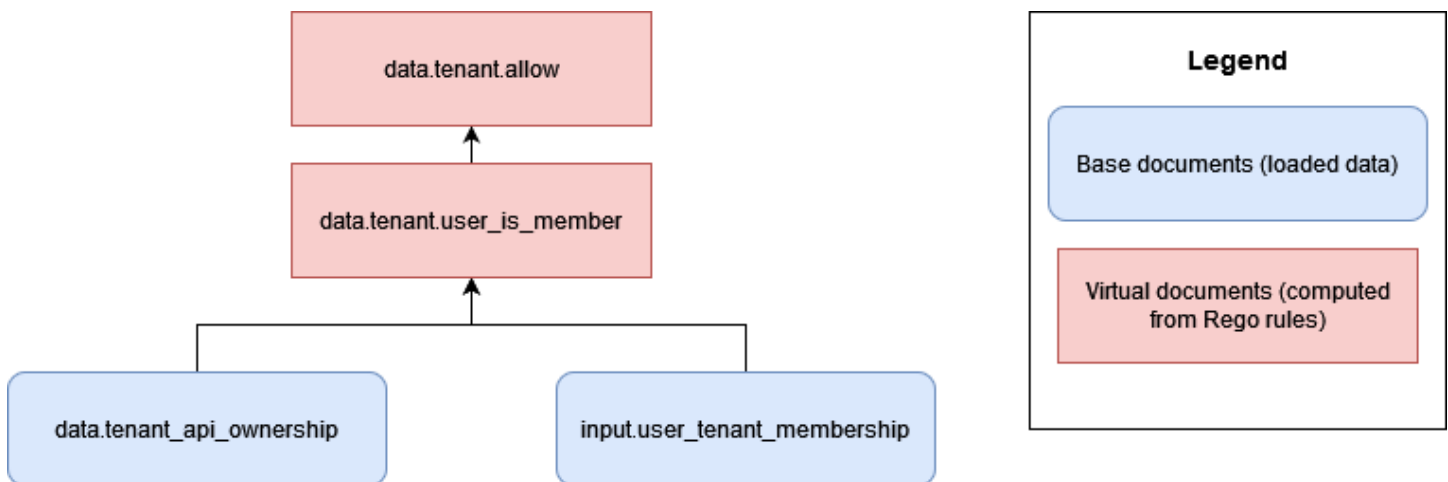 data.tenant.allow
data.tenant.user_is_member
data.tenant_api_ownership
input.user_tenant_membership
Legend
Base documents (loaded data)
Virtual documents (computed
from Rego rules)